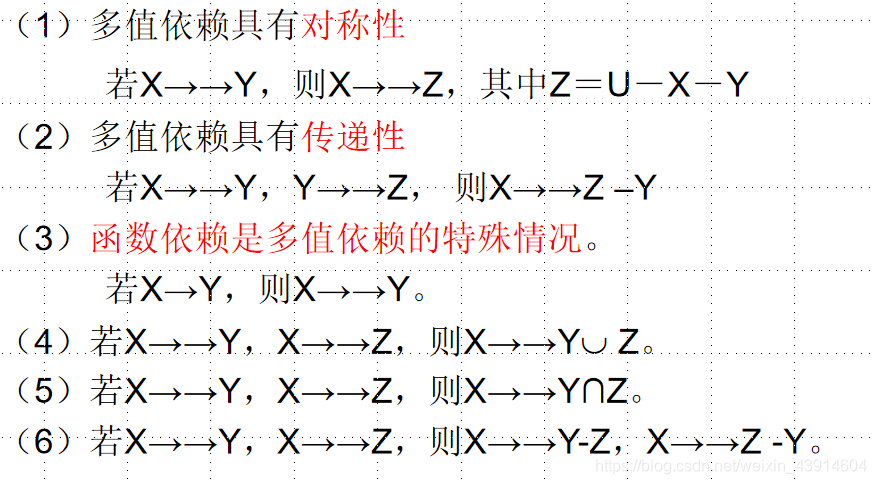 (1)多值依赖具有对称性
若X→→Y，则X→→Z，其中Z＝U－X－Y
(2)多值依赖具有传递性
若X→→Y，Y→→Z， 则X→→Z –Y
(3)函数依赖是多值依赖的特殊情况。
若X→Y，则X→→Y。
(4)若X→→Y，X→→Z，则X→→Y∪ Z。
(5)若X→→Y，X→→Z，则X→→Y∩Z。
(6)若X→→Y，X→→Z，则X→→Y-Z，X→→Z -Y。
https://blog.csdn.net/weixin_43914604